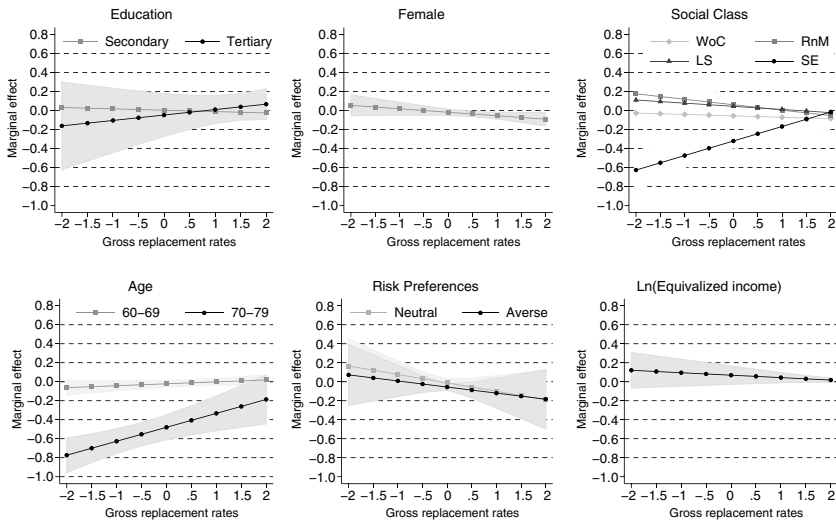 Education Female Social Class
0.8 0.8 0.8
Secondary Tertiary WoC RnM
0.6 0.6 0.6
LS SE
0.4 0.4 0.4
0.2 0.2 0.2
0.0 0.0 0.0
−0.2 −0.2 −0.2
−0.4 −0.4 −0.4
−0.6 −0.6 −0.6
−0.8 −0.8 −0.8
−1.0 −1.0 −1.0
Marginal effect Marginal effect Marginal effect
−2 −1.5 −1 −.5 0 .5 1 1.5 2 −2 −1.5 −1 −.5 0 .5 1 1.5 2 −2 −1.5 −1 −.5 0 .5 1 1.5 2
Gross replacement rates Gross replacement rates Gross replacement rates
Age Risk Preferences Ln(Equivalized income)
0.8 0.8 0.8
60−69 70−79 Neutral Averse
0.6 0.6 0.6
0.4 0.4 0.4
0.2 0.2 0.2
0.0 0.0 0.0
−0.2 −0.2 −0.2
−0.4 −0.4 −0.4
−0.6 −0.6 −0.6
−0.8 −0.8 −0.8
−1.0 −1.0 −1.0
Marginal effect Marginal effect Marginal effect
−2 −1.5 −1 −.5 0 .5 1 1.5 2 −2 −1.5 −1 −.5 0 .5 1 1.5 2 −2 −1.5 −1 −.5 0 .5 1 1.5 2
Gross replacement rates Gross replacement rates Gross replacement rates